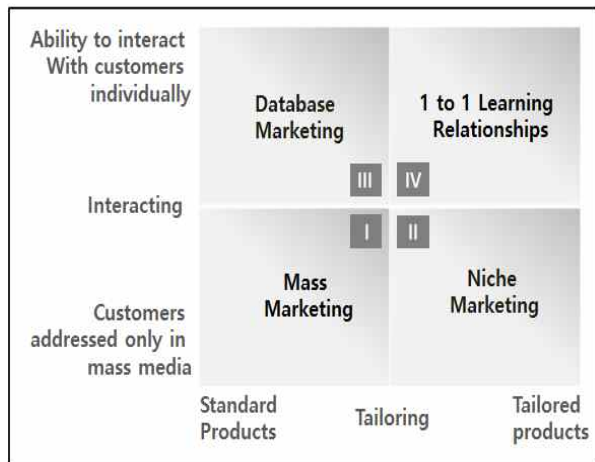 Ability to interact
With customers
individually
Database
Marketing
1 to 1 Learning
Relationships
III
IV
Interacting
I
II
Mass
Marketing
Niche
Marketing
Customers
addressed only in
mass media
Standard
Products
Tailoring
Tailored
products